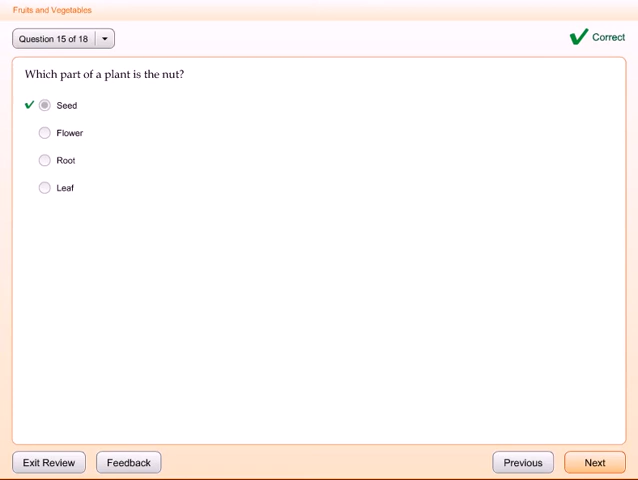 Fruits and Vegetables
Question 15 of 18
Correct
Which part of a plant is the nut?
Seed
Flower
Root
Leaf
Exit Review
Feedback
Previous
Next